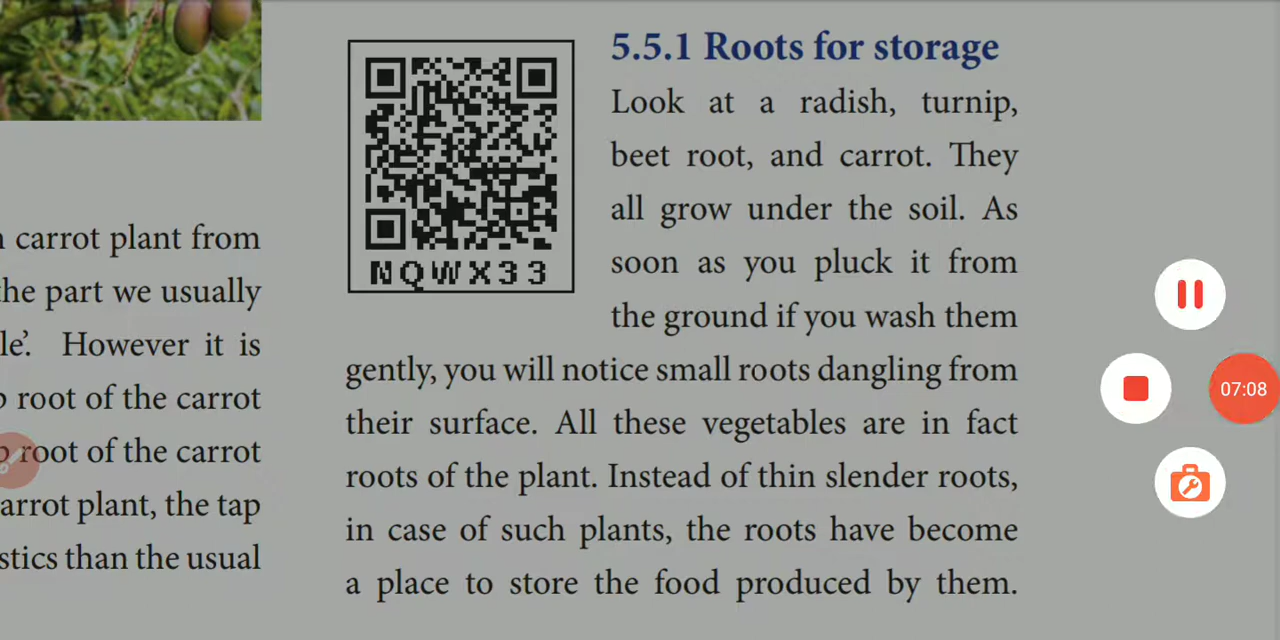 n carrot plant from
the part we usually
le'. However it is
p root of the carrot
p root of the carrot
arrot plant, the tap
stics than the usual
NQWX33
5.5.1 Roots for storage
Look at a radish, turnip,
beet root, and carrot. They
all grow under the soil. As
soon as you pluck it from
the ground if you wash them
gently, you will notice small roots dangling from
their surface. All these vegetables are in fact
roots of the plant. Instead of thin slender roots,
in case of such plants, the roots have become
a place to store the food produced by them.
07:08